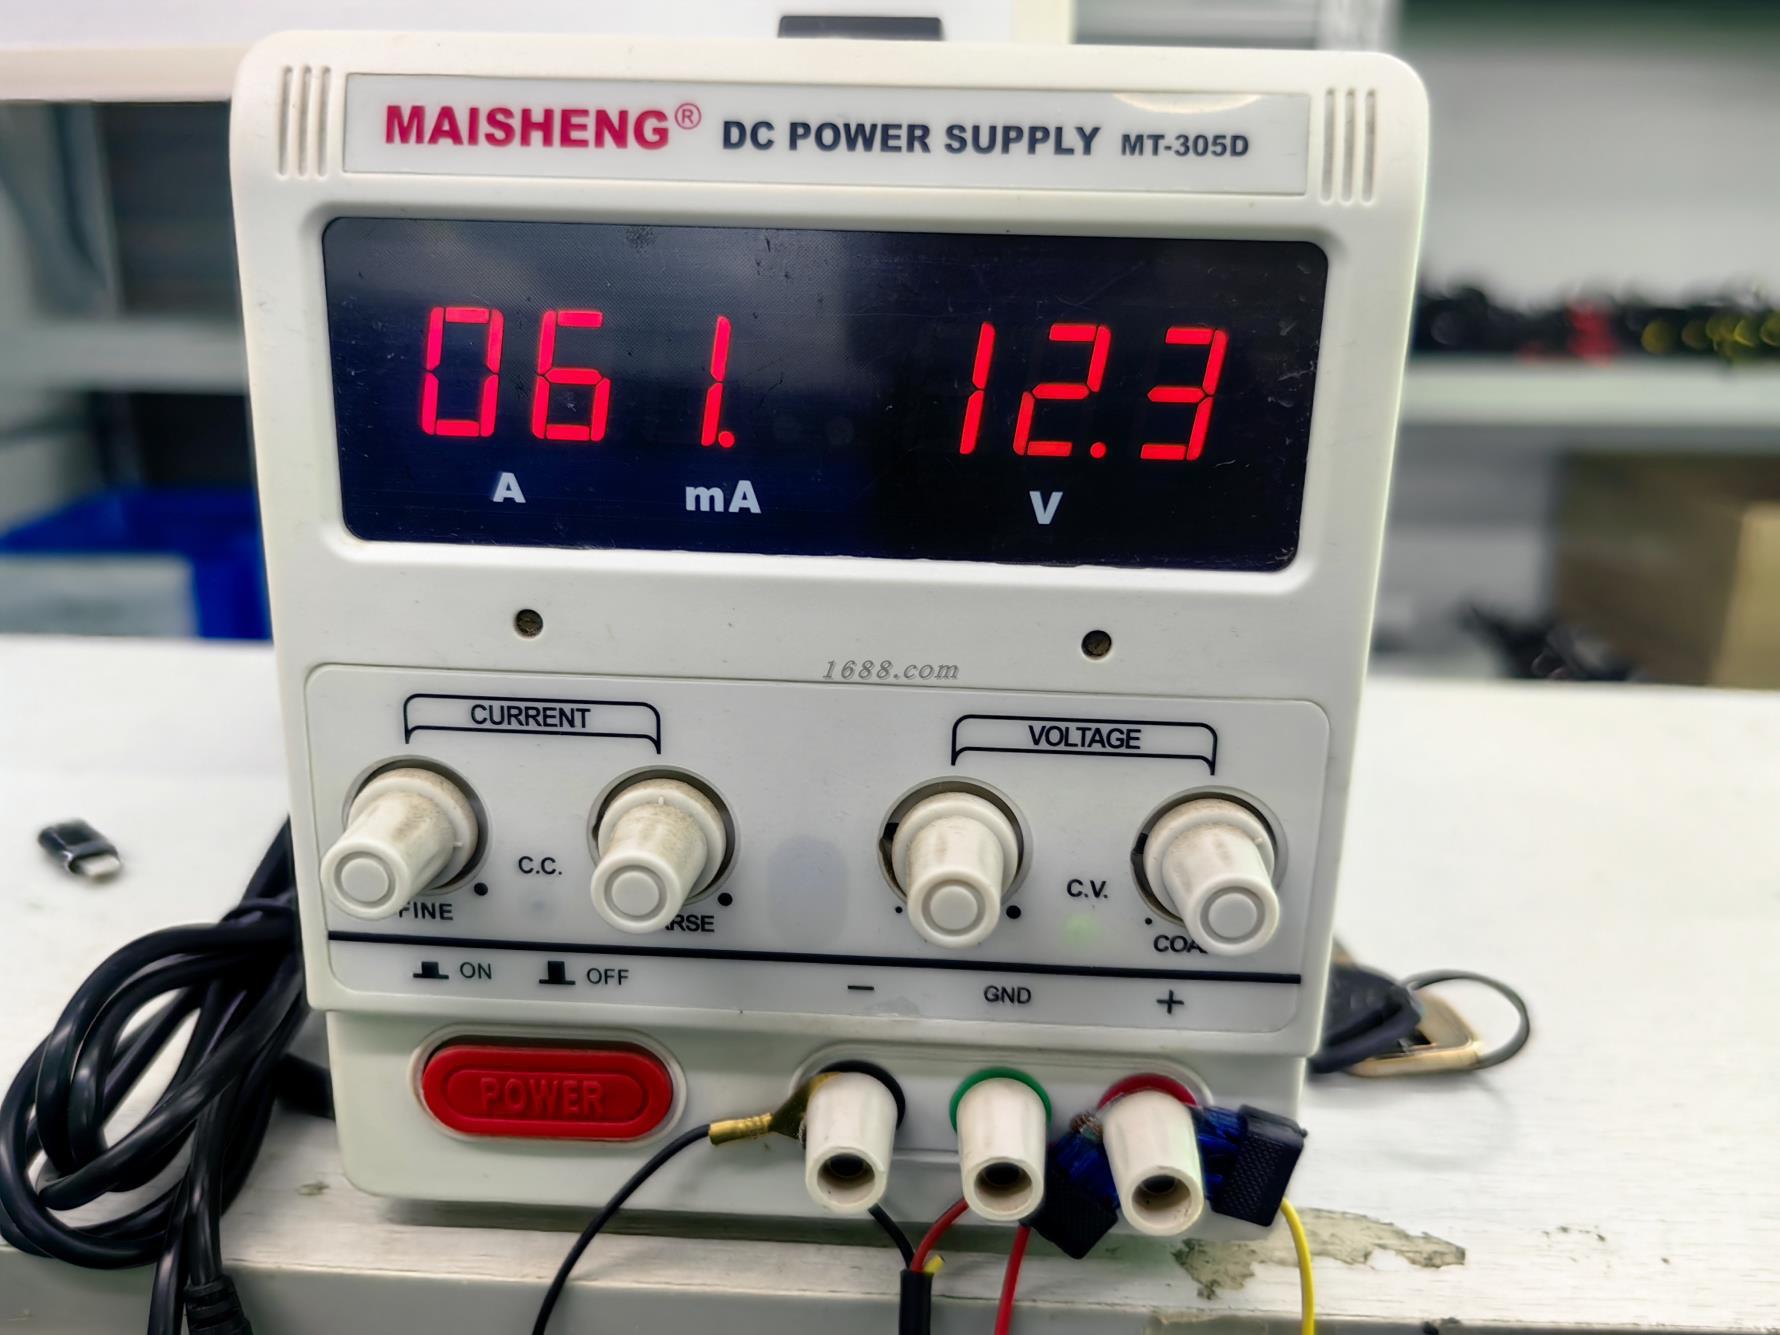 MAISHENG® DC POWER SUPPLY MT-305D
061. 12.3
A mA V
1688.com
CURRENT VOLTAGE
C.C. C.V.
FINE
ON OFF − GND +
POWER